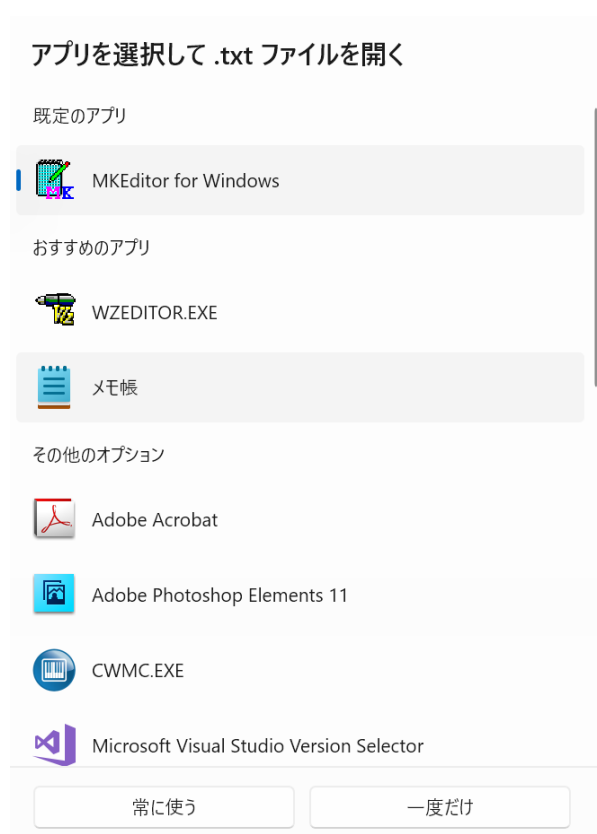 アプリを選択して .txt ファイルを開く
既定のアプリ
MKEditor for Windows
おすすめのアプリ
WZEDITOR.EXE
メモ帳
その他のオプション
Adobe Acrobat
Adobe Photoshop Elements 11
CWMC.EXE
Microsoft Visual Studio Version Selector
常に使う
一度だけ